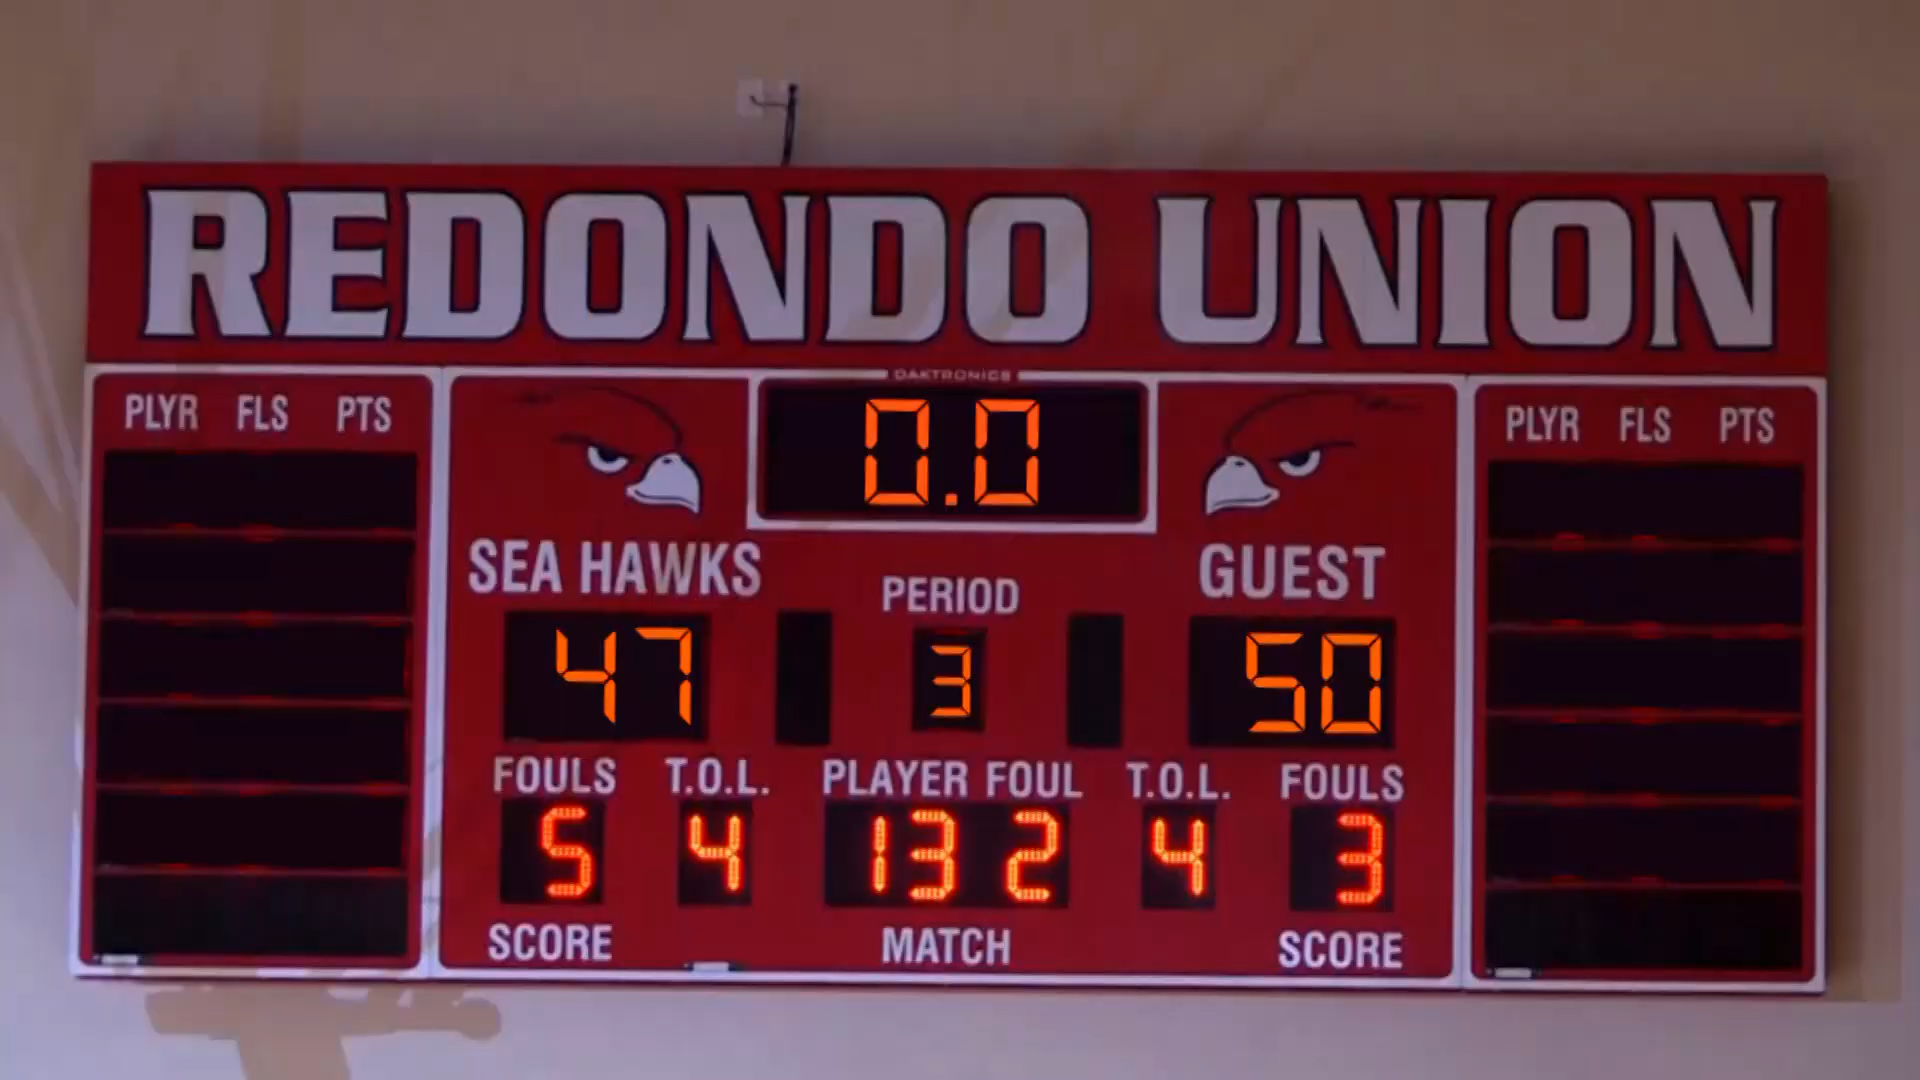 REDONDO UNION
DAKTRONICS
PLYR FLS PTS
0.0
PLYR FLS PTS
SEA HAWKS
PERIOD
GUEST
47
3
50
FOULS T.O.L. PLAYER FOUL T.O.L. FOULS
5 4 13 2 4 3
SCORE MATCH SCORE